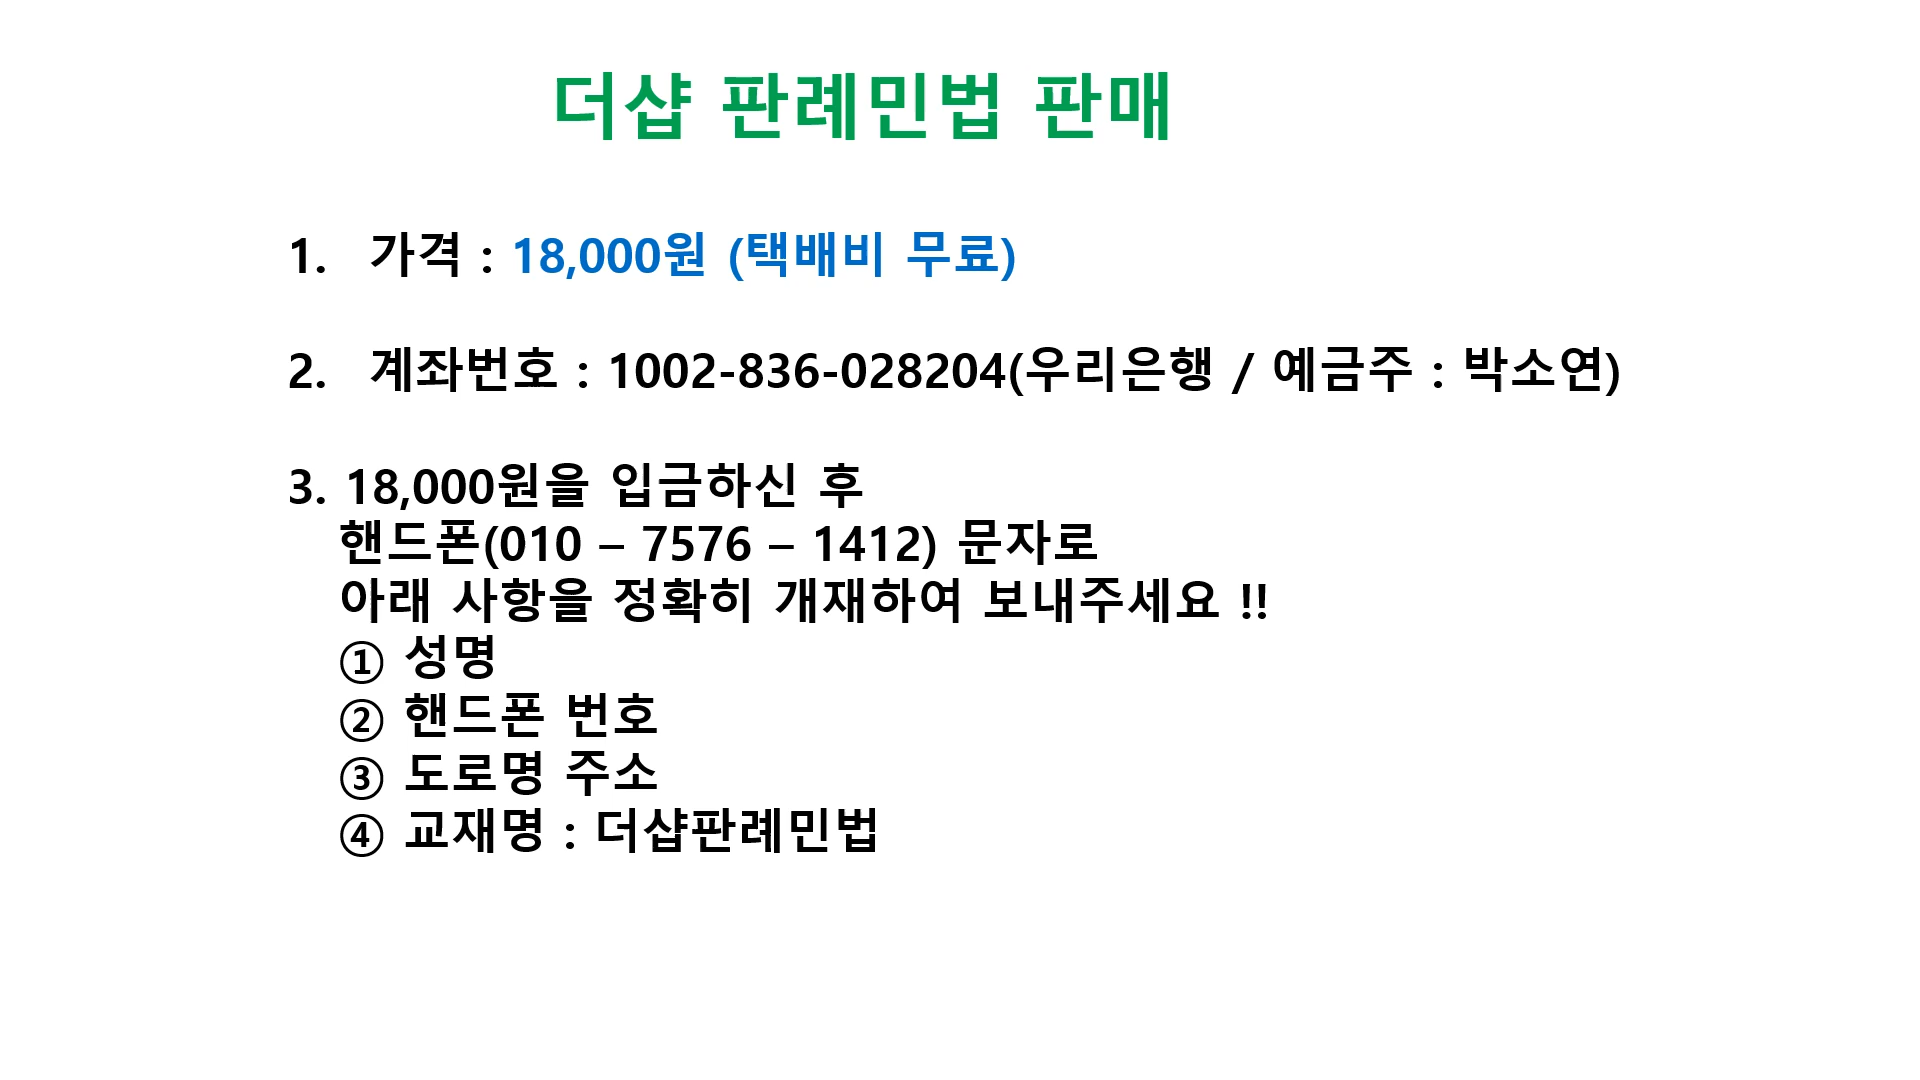 더샵 판례민법 판매
1. 가격 : 18,000원 (택배비 무료)
2. 계좌번호 : 1002-836-028204(우리은행 / 예금주 : 박소연)
3. 18,000원을 입금하신 후
핸드폰(010 – 7576 – 1412) 문자로
아래 사항을 정확히 개재하여 보내주세요 !!
① 성명
② 핸드폰 번호
③ 도로명 주소
④ 교재명 : 더샵판례민법